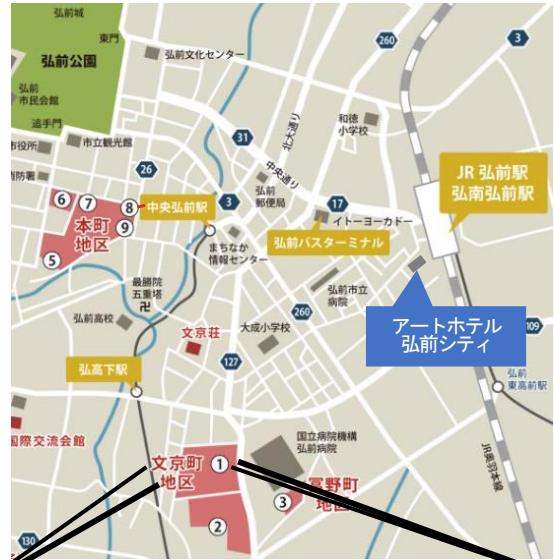 弘前城
東門
弘前公園
弘前文化センター
弘前
市民会館
追手門
市役所
市立観光館
消防署
26
31
260
3
和徳
小学校
北大通り
中央通り
JR 弘前駅
弘南弘前駅
3
17
弘前
郵便局
イトーヨーカドー
中央弘前駅
弘前バスターミナル
⑥
⑦
⑧
⑨
本町
地区
⑤
まちなか
情報センター
最勝院
五重塔
卍
弘前市立
病院
アートホテル
弘前シティ
109
弘前高校
文京荘
大成小学校
260
127
弘高下駅
弘前
東高前駅
国際交流会館
文京町
地区
①
②
国立病院機構
弘前病院
③
富野町
地区
JR奥羽本線
130